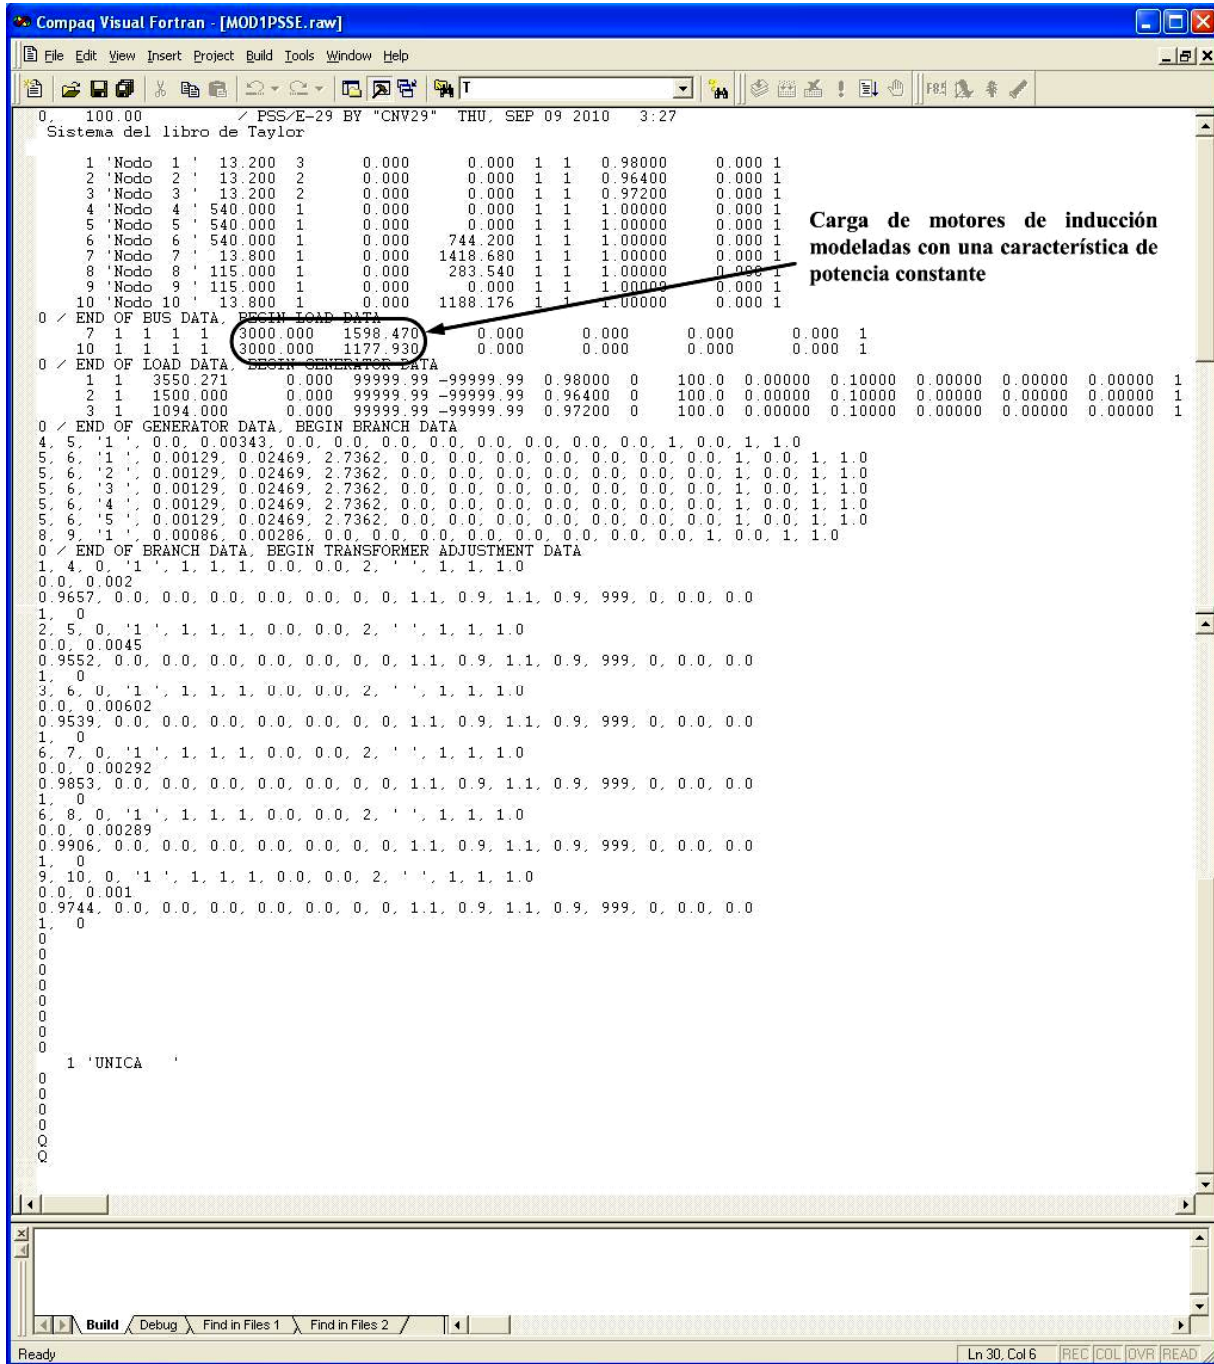 Compaq Visual Fortran - [MOD1PSSE.raw]
File Edit View Insert Project Build Tools Window Help
T
0, 100.00 / PSS/E-29 BY "CNV29" THU, SEP 09 2010 3:27
Sistema del libro de Taylor
1 'Nodo 1 ' 13.200 3 0.000 0.000 1 1 0.98000 0.000 1
2 'Nodo 2 ' 13.200 2 0.000 0.000 1 1 0.96400 0.000 1
3 'Nodo 3 ' 13.200 2 0.000 0.000 1 1 0.97200 0.000 1
4 'Nodo 4 ' 540.000 1 0.000 0.000 1 1 1.00000 0.000 1
5 'Nodo 5 ' 540.000 1 0.000 0.000 1 1 1.00000 0.000 1
6 'Nodo 6 ' 540.000 1 0.000 744.200 1 1 1.00000 0.000 1
7 'Nodo 7 ' 13.800 1 0.000 1418.680 1 1 1.00000 0.000 1
8 'Nodo 8 ' 115.000 1 0.000 283.540 1 1 1.00000 0.000 1
9 'Nodo 9 ' 115.000 1 0.000 0.000 1 1 1.00000 0.000 1
10 'Nodo 10 ' 13.800 1 0.000 1188.176 1 1 1.00000 0.000 1
Carga de motores de inducción
modeladas con una característica de
potencia constante
0 / END OF BUS DATA, BEGIN LOAD DATA
7 1 1 1 1 3000.000 1598.470 0.000 0.000 0.000 0.000 1
10 1 1 1 1 3000.000 1177.930 0.000 0.000 0.000 0.000 1
0 / END OF LOAD DATA, BEGIN GENERATOR DATA
1 1 3550.271 0.000 99999.99 -99999.99 0.98000 0 100.0 0.00000 0.10000 0.00000 0.00000 0.00000 1
2 1 1500.000 0.000 99999.99 -99999.99 0.96400 0 100.0 0.00000 0.10000 0.00000 0.00000 0.00000 1
3 1 1094.000 0.000 99999.99 -99999.99 0.97200 0 100.0 0.00000 0.10000 0.00000 0.00000 0.00000 1
0 / END OF GENERATOR DATA, BEGIN BRANCH DATA
4, 5, '1 ', 0.0, 0.00343, 0.0, 0.0, 0.0, 0.0, 0.0, 0.0, 0.0, 0.0, 1, 0.0, 1, 1.0
5, 6, '1 ', 0.00129, 0.02469, 2.7362, 0.0, 0.0, 0.0, 0.0, 0.0, 0.0, 0.0, 1, 0.0, 1, 1.0
5, 6, '2 ', 0.00129, 0.02469, 2.7362, 0.0, 0.0, 0.0, 0.0, 0.0, 0.0, 0.0, 1, 0.0, 1, 1.0
5, 6, '3 ', 0.00129, 0.02469, 2.7362, 0.0, 0.0, 0.0, 0.0, 0.0, 0.0, 0.0, 1, 0.0, 1, 1.0
5, 6, '4 ', 0.00129, 0.02469, 2.7362, 0.0, 0.0, 0.0, 0.0, 0.0, 0.0, 0.0, 1, 0.0, 1, 1.0
5, 6, '5 ', 0.00129, 0.02469, 2.7362, 0.0, 0.0, 0.0, 0.0, 0.0, 0.0, 0.0, 1, 0.0, 1, 1.0
8, 9, '1 ', 0.00086, 0.00286, 0.0, 0.0, 0.0, 0.0, 0.0, 0.0, 0.0, 0.0, 1, 0.0, 1, 1.0
0 / END OF BRANCH DATA, BEGIN TRANSFORMER ADJUSTMENT DATA
1, 4, 0, '1 ', 1, 1, 1, 0.0, 0.0, 2, ' ', 1, 1, 1.0
0.0, 0.002
0.9657, 0.0, 0.0, 0.0, 0.0, 0.0, 0, 0, 1.1, 0.9, 1.1, 0.9, 999, 0, 0.0, 0.0
1, 0
2, 5, 0, '1 ', 1, 1, 1, 0.0, 0.0, 2, ' ', 1, 1, 1.0
0.0, 0.0045
0.9552, 0.0, 0.0, 0.0, 0.0, 0.0, 0, 0, 1.1, 0.9, 1.1, 0.9, 999, 0, 0.0, 0.0
1, 0
3, 6, 0, '1 ', 1, 1, 1, 0.0, 0.0, 2, ' ', 1, 1, 1.0
0.0, 0.00602
0.9539, 0.0, 0.0, 0.0, 0.0, 0.0, 0, 0, 1.1, 0.9, 1.1, 0.9, 999, 0, 0.0, 0.0
1, 0
6, 7, 0, '1 ', 1, 1, 1, 0.0, 0.0, 2, ' ', 1, 1, 1.0
0.0, 0.00292
0.9853, 0.0, 0.0, 0.0, 0.0, 0.0, 0, 0, 1.1, 0.9, 1.1, 0.9, 999, 0, 0.0, 0.0
1, 0
6, 8, 0, '1 ', 1, 1, 1, 0.0, 0.0, 2, ' ', 1, 1, 1.0
0.0, 0.00289
0.9906, 0.0, 0.0, 0.0, 0.0, 0.0, 0, 0, 1.1, 0.9, 1.1, 0.9, 999, 0, 0.0, 0.0
1, 0
9, 10, 0, '1 ', 1, 1, 1, 0.0, 0.0, 2, ' ', 1, 1, 1.0
0.0, 0.001
0.9744, 0.0, 0.0, 0.0, 0.0, 0.0, 0, 0, 1.1, 0.9, 1.1, 0.9, 999, 0, 0.0, 0.0
1, 0
0
0
0
0
0
0
0
0
1 'UNICA '
0
0
0
0
Q
Q
Build Debug Find in Files 1 Find in Files 2
Ready Ln 30, Col 6 REC COL OVR READ